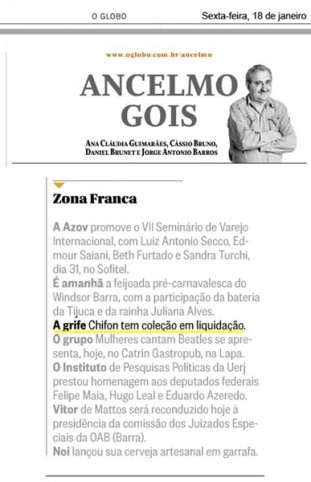 O GLOBO
Sexta-feira, 18 de janeiro
www.oglobo.com.br/ancelmo
ANCELMO
GOIS
ANA CLÁUDIA GUIMARÃES, CÁSSIO BRUNO,
DANIEL BRUNET E JORGE ANTONIO BARROS
Zona Franca
A Azov promove o VII Seminário de Varejo
Internacional, com Luiz Antonio Secco, Ed-
mour Saiani, Beth Furtado e Sandra Turchi,
dia 31, no Sofitel.
É amanhã a feijoada pré-carnavalesca do
Windsor Barra, com a participação da bateria
da Tijuca e da rainha Juliana Alves.
A grife Chifon tem coleção em liquidação.
O grupo Mulheres cantam Beatles se apre-
senta, hoje, no Catrin Gastropub, na Lapa.
O Instituto de Pesquisas Políticas da Uerj
prestou homenagem aos deputados federais
Felipe Maia, Hugo Leal e Eduardo Azeredo.
Vitor de Mattos será reconduzido hoje à
presidência da comissão dos Juizados Espe-
ciais da OAB (Barra).
Noi lançou sua cerveja artesanal em garrafa.